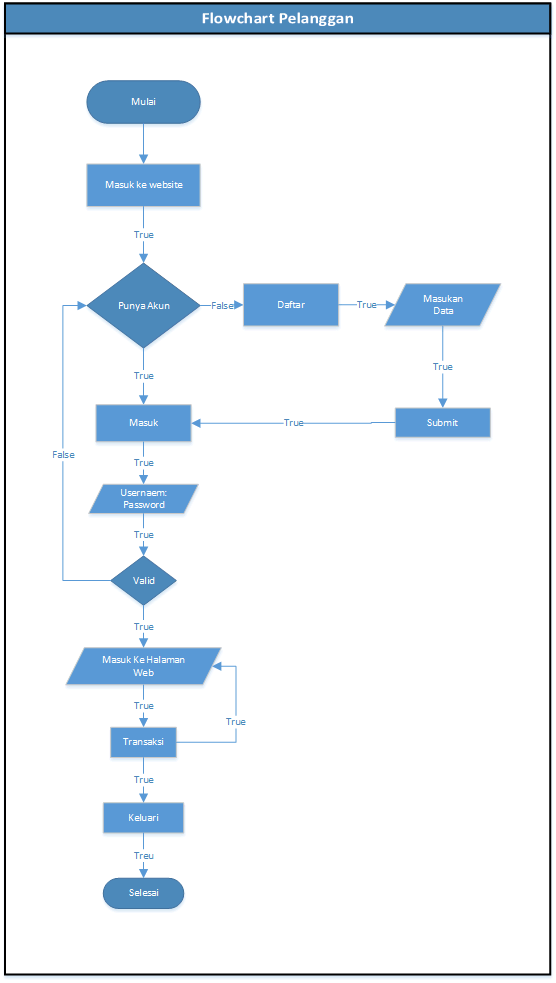 Flowchart Pelanggan
Mulai
Masuk ke website
True
Punya Akun
False
Daftar
True
Masukan
Data
True
True
Masuk
True
Submit
False
True
Usernaem:
Password
True
Valid
True
Masuk Ke Halaman
Web
True
True
Transaksi
True
Keluari
Treu
Selesai